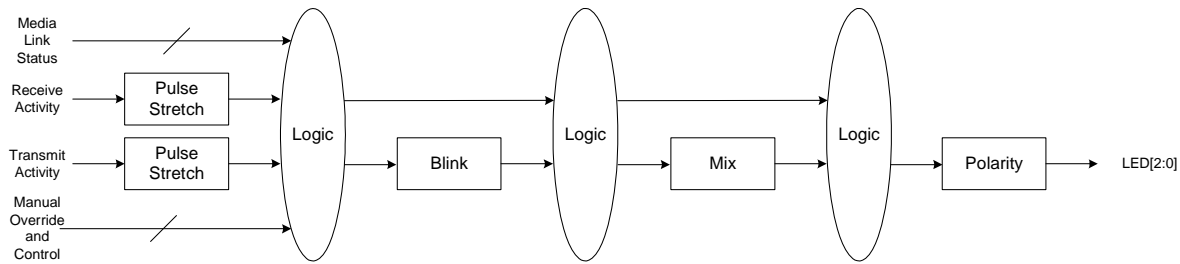 Media
Link
Status
Receive
Activity
Pulse
Stretch
Transmit
Activity
Pulse
Stretch
Manual
Override
and
Control
Logic
Blink
Logic
Mix
Logic
Polarity
LED[2:0]